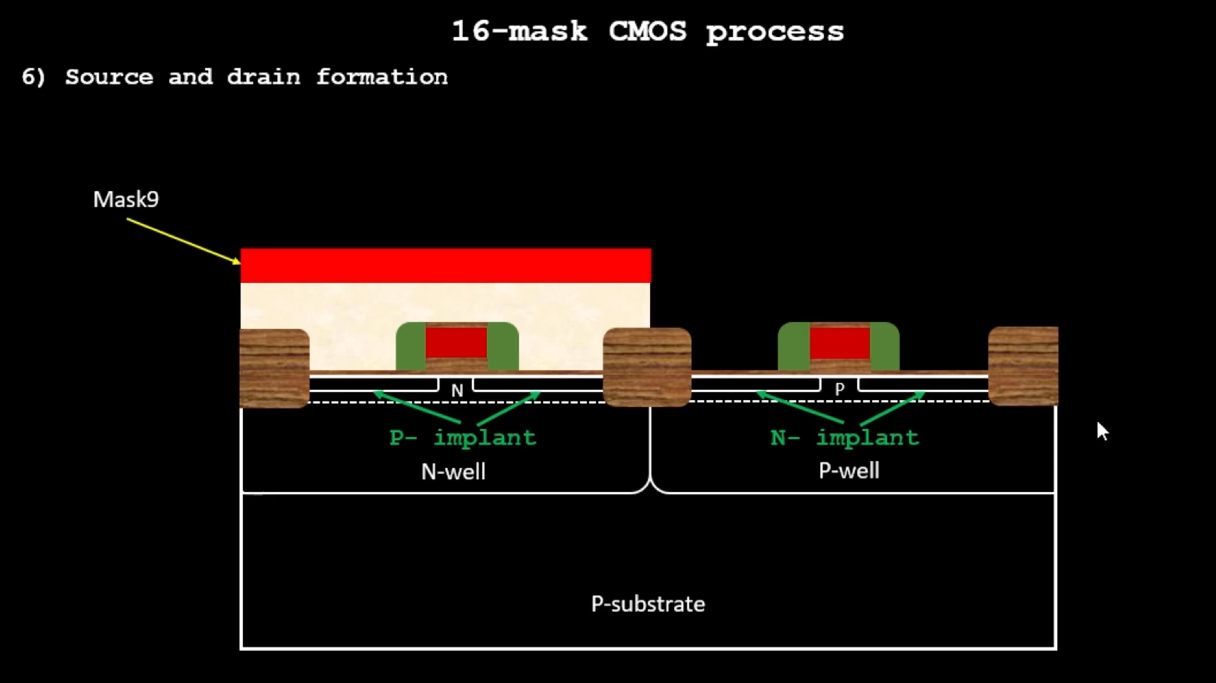 16-mask CMOS process
6) Source and drain formation
Mask9
N
P
P- implant
N- implant
N-well
P-well
P-substrate